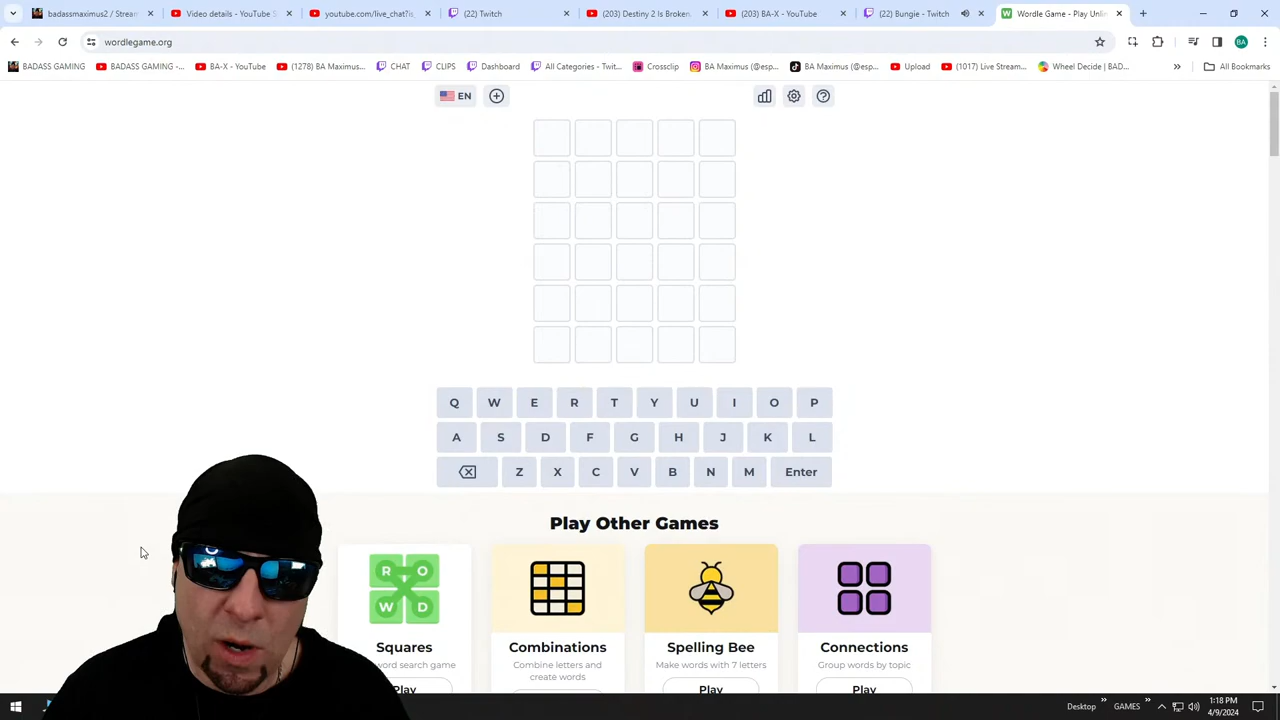 badassmaximus2 / Stream
Video details - YouTube S
youtube.com/live_chat?is_
(22) Twitch
(203) Destiny 2 Is Broken,
(203) BA-X - YouTube
(22) Bungie - Twitch
Wordle Game - Play Unli
wordlegame.org
BA
BADASS GAMING
BADASS GAMING -...
BA-X - YouTube
(1278) BA Maximus...
CHAT
CLIPS
Dashboard
All Categories - Twit...
Crossclip
BA Maximus (@esp...
BA Maximus (@esp...
Upload
(1017) Live Stream...
Wheel Decide | BAD...
All Bookmarks
EN
Q W E R T Y U I O P
A S D F G H J K L
Z X C V B N M Enter
Play Other Games
R O
W D
Squares
Combinations
Spelling Bee
Connections
word search game
Combine letters and
create words
Make words with 7 letters
Group words by topic
Play
Play
Play
Desktop
GAMES
1:18 PM
4/9/2024